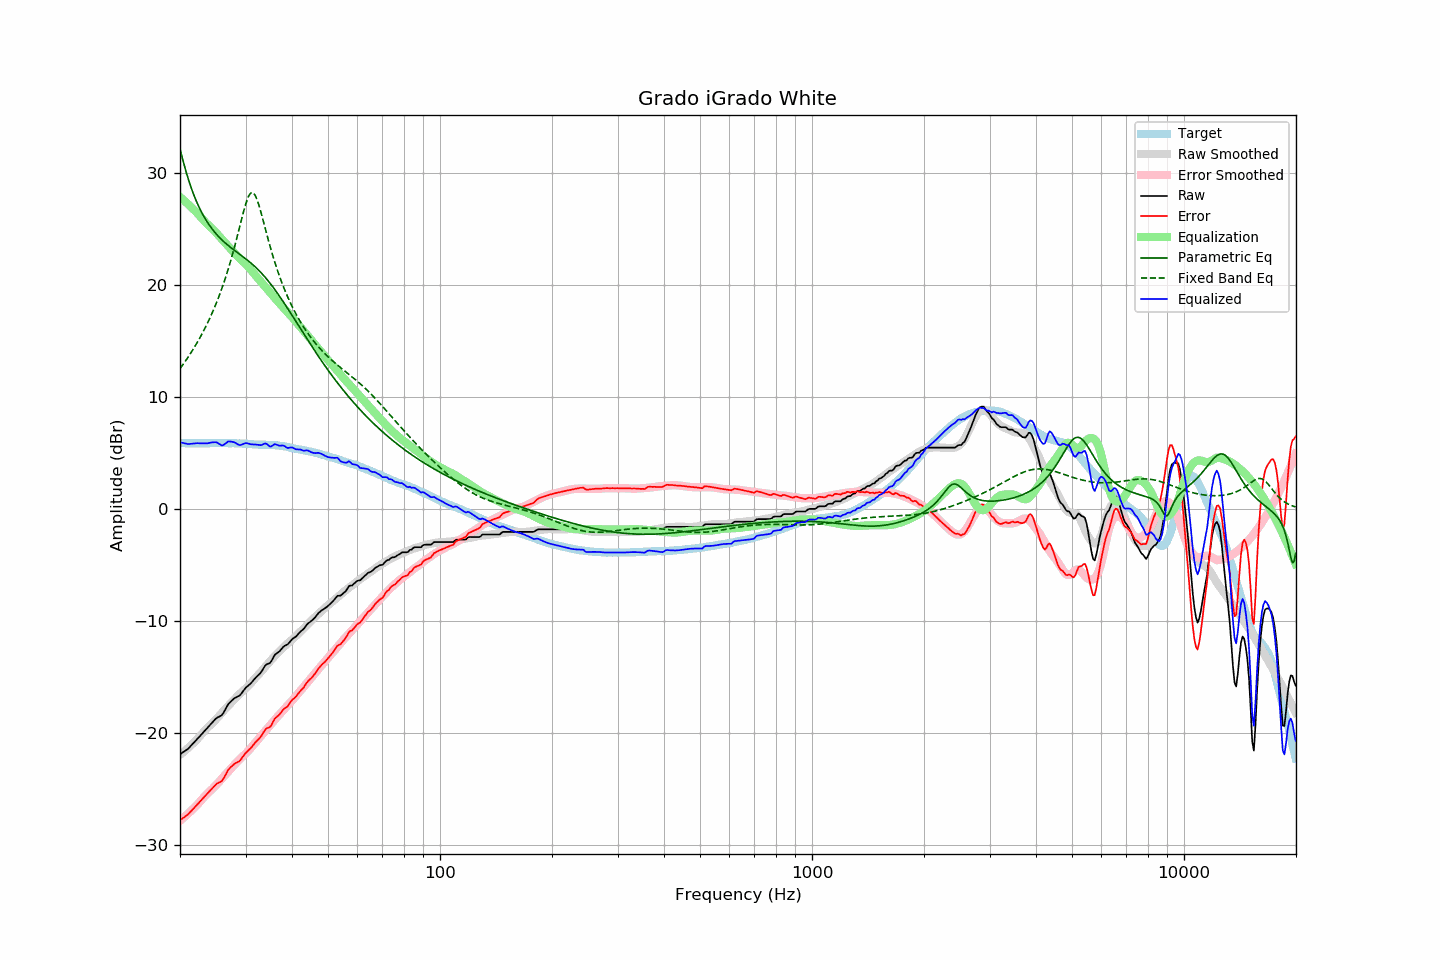 Grado iGrado White
Amplitude (dBr)
30
20
10
0
−10
−20
−30
Target
Raw Smoothed
Error Smoothed
Raw
Error
Equalization
Parametric Eq
Fixed Band Eq
Equalized
100 1000 10000
Frequency (Hz)